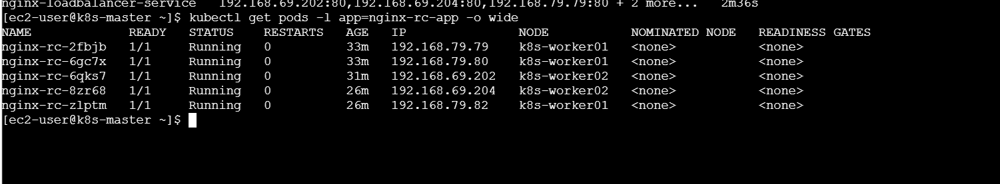 nginx-loadbalancer-service   192.168.69.202:80,192.168.69.204:80,192.168.79.79:80 + 2 more...   2m36s
[ec2-user@k8s-master ~]$ kubectl get pods -l app=nginx-rc-app -o wide
NAME             READY   STATUS    RESTARTS   AGE   IP               NODE           NOMINATED NODE   READINESS GATES
nginx-rc-2fbjb   1/1     Running   0          33m   192.168.79.79    k8s-worker01   <none>           <none>
nginx-rc-6gc7x   1/1     Running   0          33m   192.168.79.80    k8s-worker01   <none>           <none>
nginx-rc-6qks7   1/1     Running   0          31m   192.168.69.202   k8s-worker02   <none>           <none>
nginx-rc-8zr68   1/1     Running   0          26m   192.168.69.204   k8s-worker02   <none>           <none>
nginx-rc-zlptm   1/1     Running   0          26m   192.168.79.82    k8s-worker01   <none>           <none>
[ec2-user@k8s-master ~]$